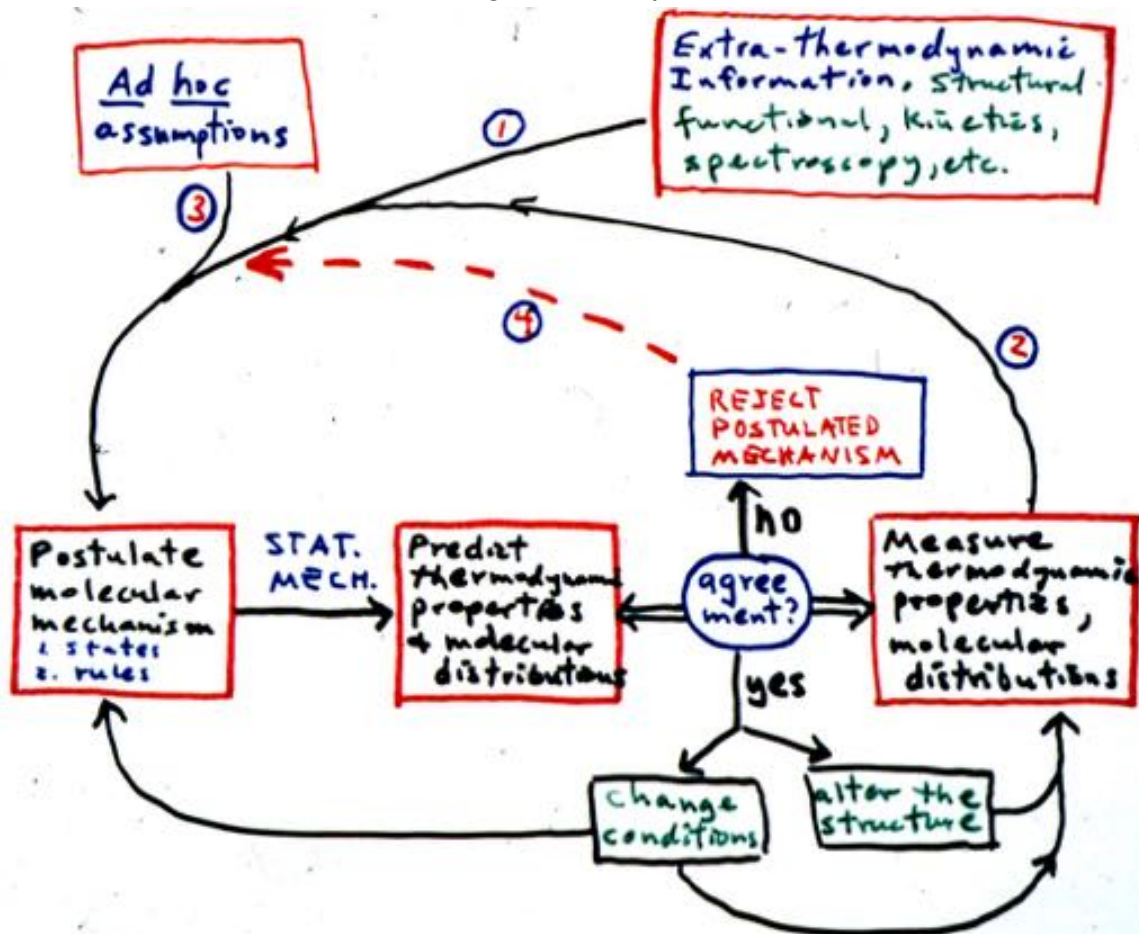 Ad hoc
assumptions
Extra-thermodynamic
Information. Structural
functional, kinetics,
spectroscopy, etc.
1
3
4
2
REJECT
POSTULATED
MECHANISM
no
Postulate
molecular
mechanism
1. states
2. rules
STAT.
MECH.
Predict
thermodynamic
properties
& molecular
distributions
agree
ment?
Measure
thermodynamic
properties,
molecular
distributions
yes
change
conditions
alter the
structure